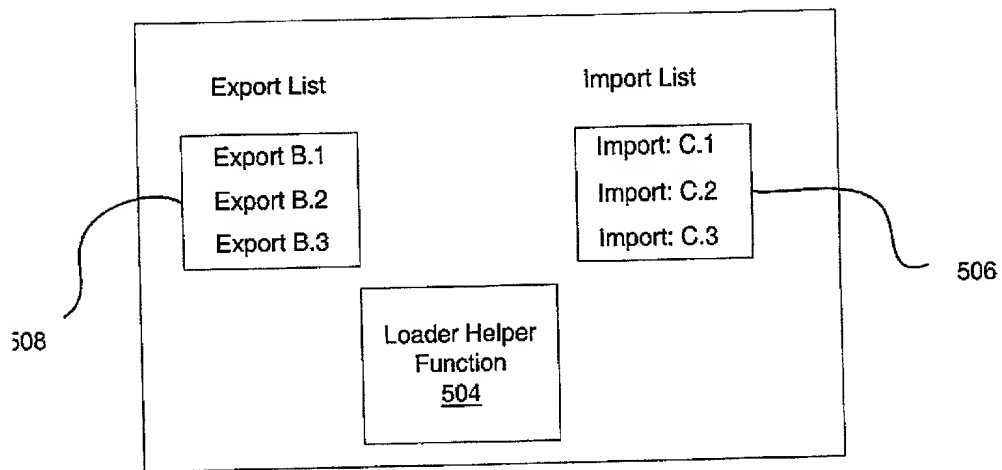 Export List
Import List
Export B.1
Export B.2
Export B.3
Import: C.1
Import: C.2
Import: C.3
506
508
Loader Helper
Function
504